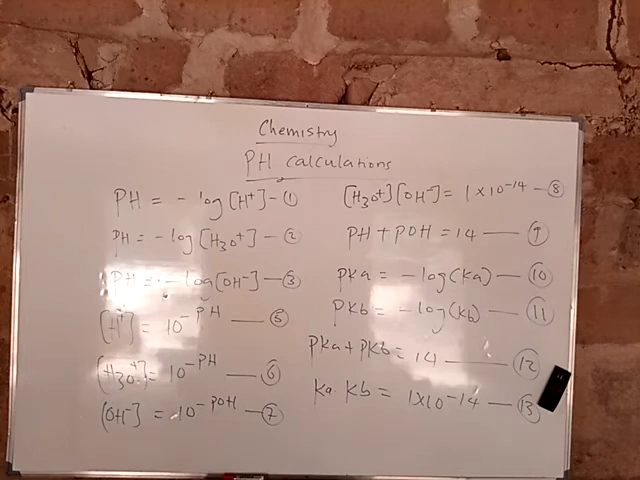 Chemistry
PH calculations
PH = - log [H+] - ①
PH = - log [H3O+] - ②
PH = - log [OH-] - ③
[H+] = 10^-PH — ⑤
[H3O+] = 10^-PH — ⑥
[OH-] = 10^-POH — ⑦
[H3O+][OH-] = 1 x 10^-14 - ⑧
PH + POH = 14 — ⑨
PKa = - log(Ka) — ⑩
PKb = - log(Kb) — ⑪
PKa + PKb = 14 — ⑫
Ka. Kb = 1x10^-14 — ⑬